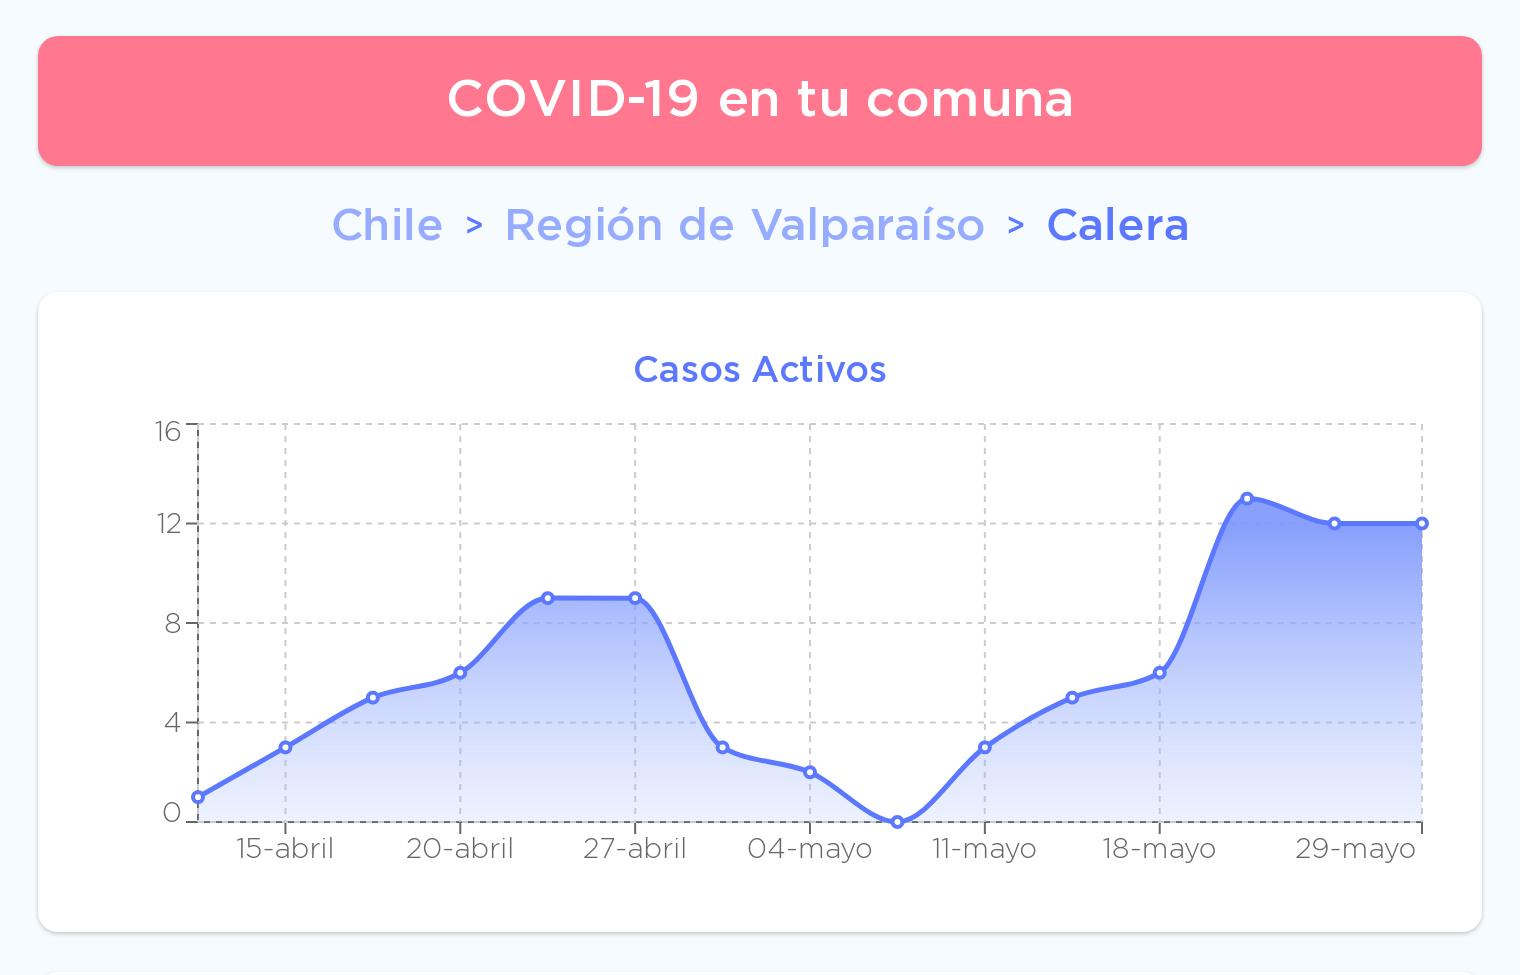 COVID-19 en tu comuna
Chile > Región de Valparaíso > Calera
Casos Activos
16
12
8
4
0
15-abril 20-abril 27-abril 04-mayo 11-mayo 18-mayo 29-mayo